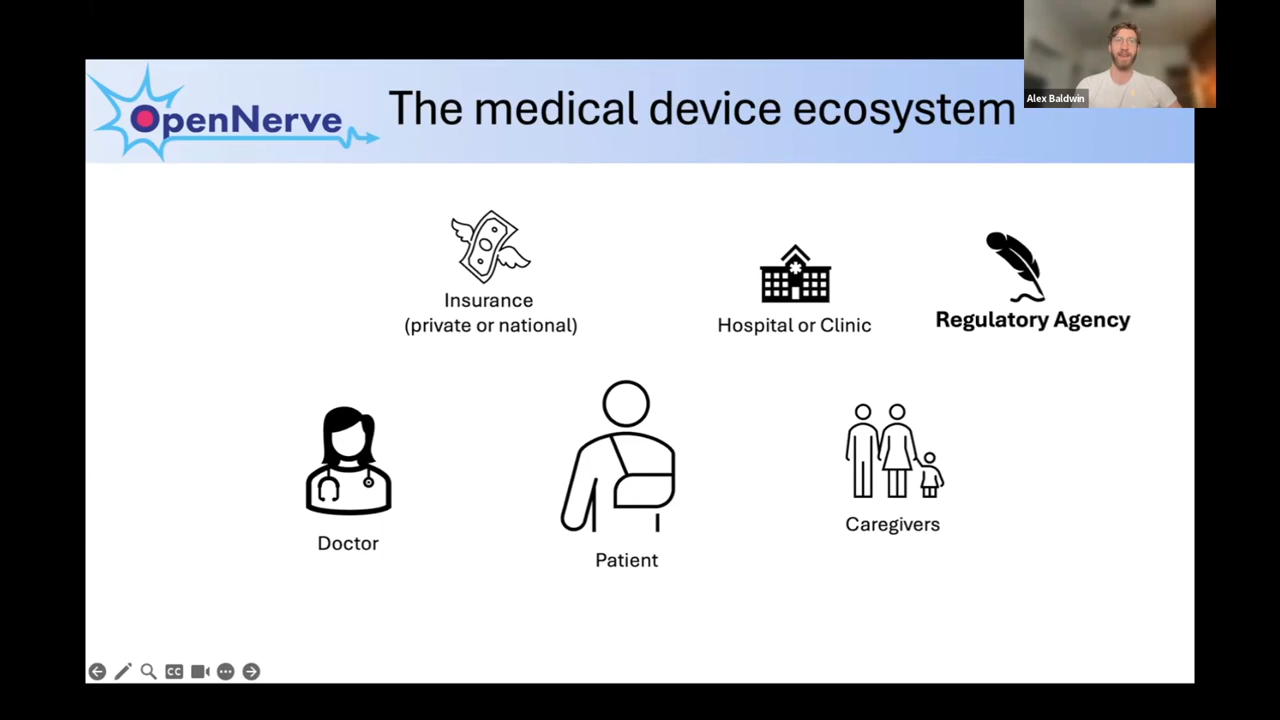 Alex Baldwin
OpenNerve
The medical device ecosystem
Insurance
(private or national)
Hospital or Clinic
Regulatory Agency
Doctor
Patient
Caregivers
CC